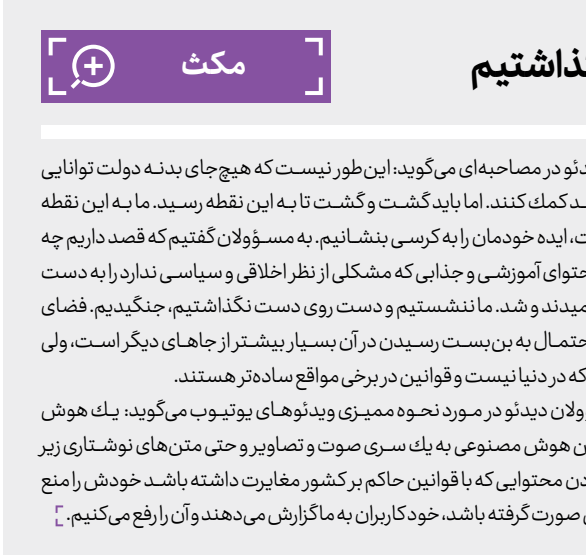 مکث
ذاشتیم
دئو در مصاحبه‌ای می‌گوید: این‌طور نیست که هیچ‌جای بدنه دولت توانایی
ـد کمك کنند. اما باید گشت و گشت تا به این نقطه رسید. ما به این نقطه
ت، ایده خودمان را به کرسی بنشانیم. به مسؤولان گفتیم که قصد داریم چه
حتوای آموزشی و جذابی که مشکلی از نظر اخلاقی و سیاسی ندارد را به دست
میدند و شد. ما ننشستیم و دست روی دست نگذاشتیم، جنگیدیم. فضای
حتمال به بن‌بست رسیدن در آن بسیار بیشتر از جاهای دیگر است، ولی
که در دنیا نیست و قوانین در برخی مواقع ساده‌تر هستند.
ولان دیدئو در مورد نحوه ممیزی ویدئوهای یوتیوب می‌گوید: یك هوش
ن هوش مصنوعی به یك سری صوت و تصاویر و حتی متن‌های نوشتاری زیر
دن محتوایی که با قوانین حاکم بر کشور مغایرت داشته باشد خودش را منع
ی صورت گرفته باشد، خود کاربران به ما گزارش می‌دهند و آن را رفع می‌کنیم.